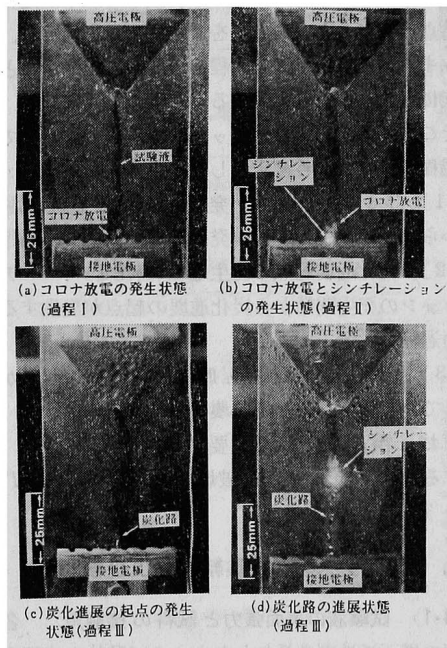 高圧電極
試験液
コロナ放電
25mm
接地電極
(a)コロナ放電の発生状態
(過程Ⅰ)
高圧電極
シンチレー
ション
コロナ放電
25mm
接地電極
(b)コロナ放電とシンチレーション
の発生状態(過程Ⅱ)
高圧電極
炭化路
25mm
接地電極
(c)炭化進展の起点の発生
状態(過程Ⅲ)
高圧電極
シンチレー
ション
炭化路
25mm
接地電極
(d)炭化路の進展状態
(過程Ⅲ)